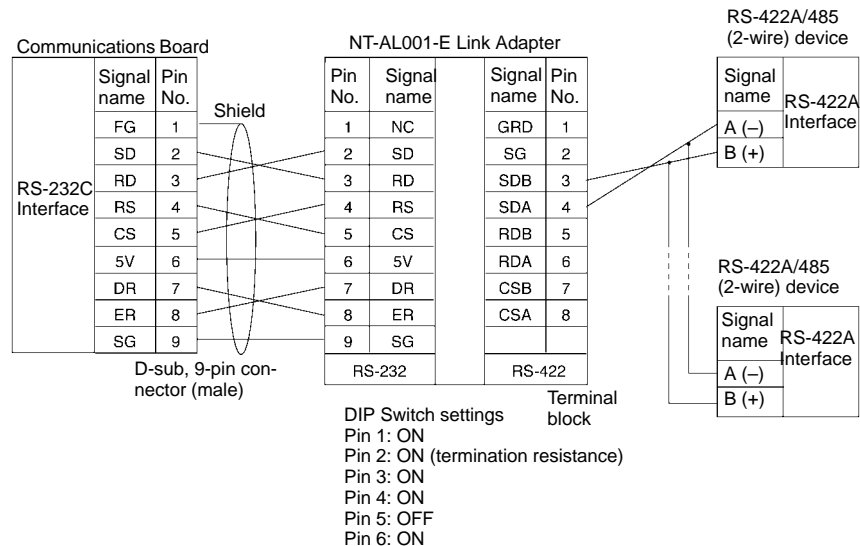 RS-422A/485
(2-wire) device
Communications Board
NT-AL001-E Link Adapter
Signal name Pin No.
Shield
Pin No. Signal name
Signal name Pin No.
Signal name RS-422A Interface
FG 1
1 NC
GRD 1
A (–)
SD 2
2 SD
SG 2
B (+)
RD 3
3 RD
SDB 3
RS-232C Interface
RS 4
4 RS
SDA 4
CS 5
5 CS
RDB 5
5V 6
6 5V
RDA 6
RS-422A/485
(2-wire) device
DR 7
7 DR
CSB 7
ER 8
8 ER
CSA 8
Signal name RS-422A Interface
SG 9
9 SG
D-sub, 9-pin con-
nector (male)
RS-232
RS-422
A (–)
B (+)
Terminal
block
DIP Switch settings
Pin 1: ON
Pin 2: ON (termination resistance)
Pin 3: ON
Pin 4: ON
Pin 5: OFF
Pin 6: ON